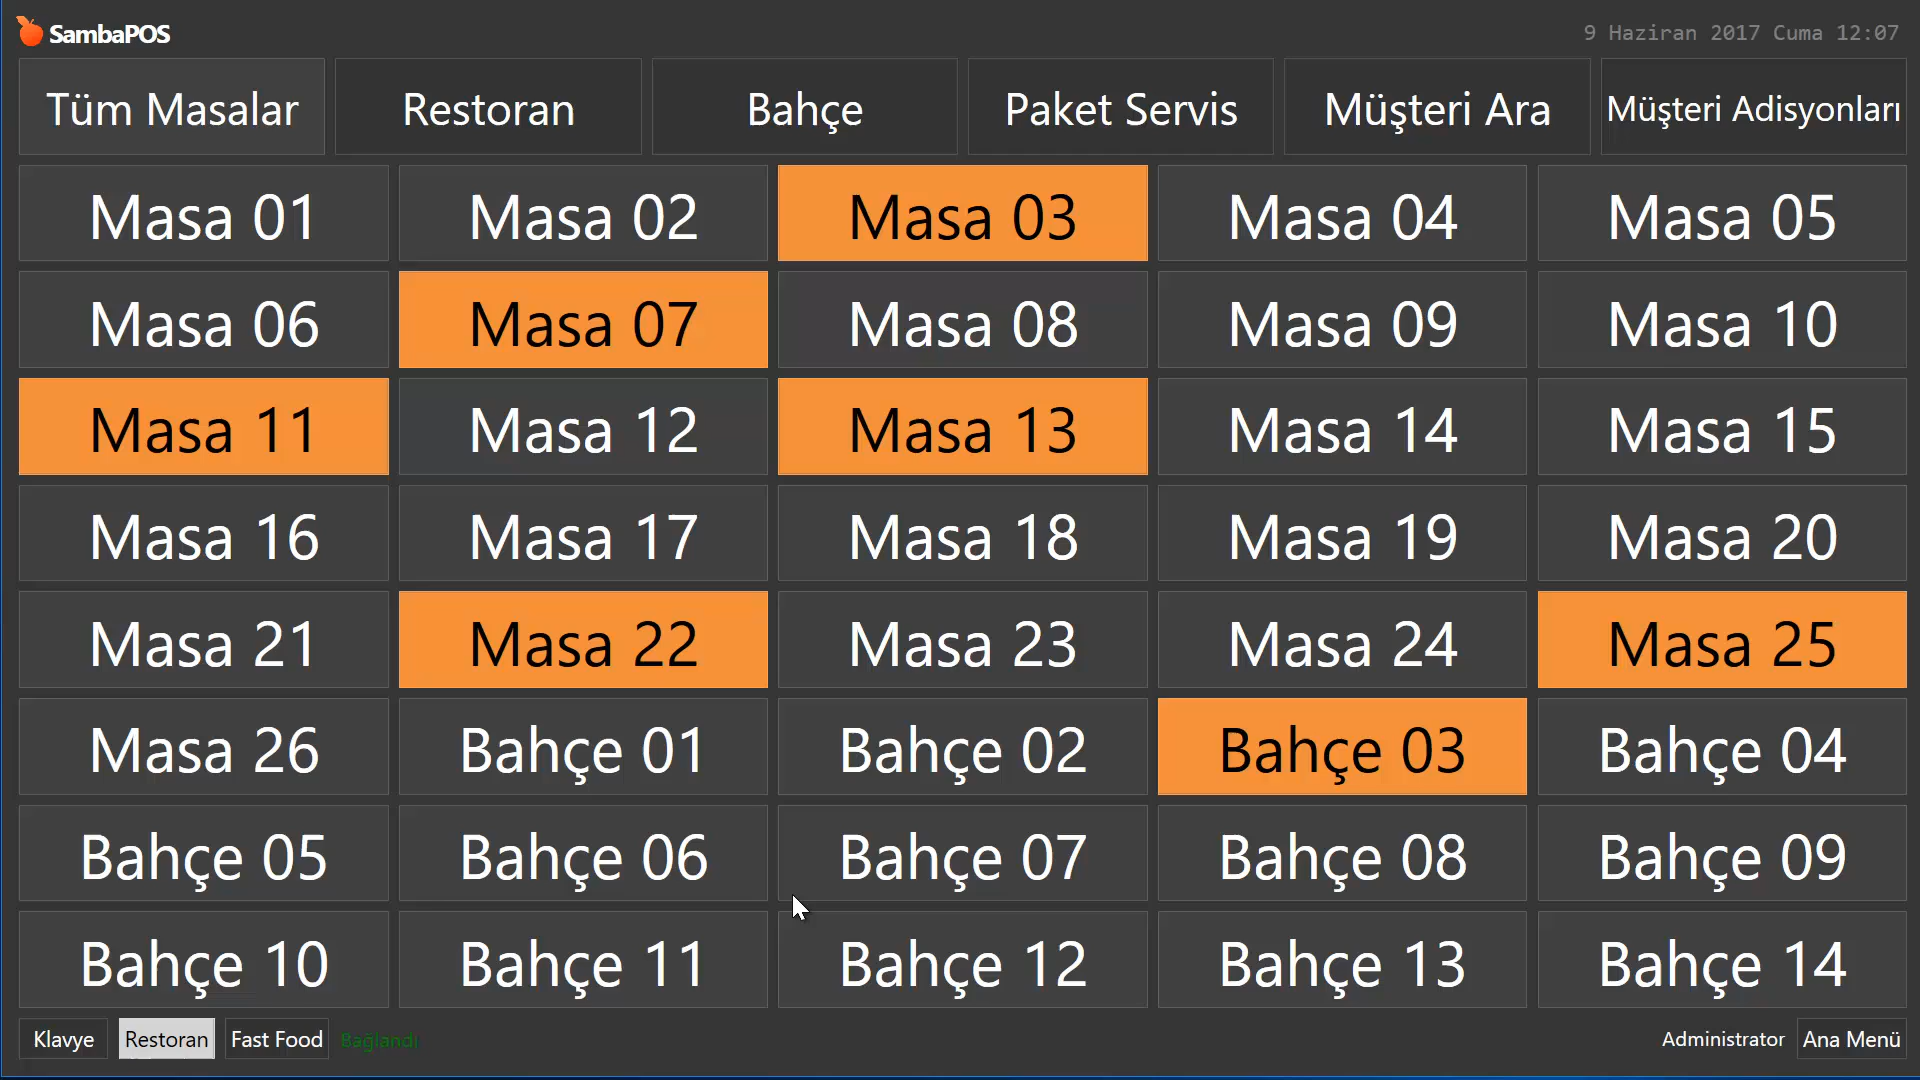 SambaPOS
9 Haziran 2017 Cuma 12:07
Tüm Masalar Restoran Bahçe Paket Servis Müşteri Ara Müşteri Adisyonları
Masa 01 Masa 02 Masa 03 Masa 04 Masa 05
Masa 06 Masa 07 Masa 08 Masa 09 Masa 10
Masa 11 Masa 12 Masa 13 Masa 14 Masa 15
Masa 16 Masa 17 Masa 18 Masa 19 Masa 20
Masa 21 Masa 22 Masa 23 Masa 24 Masa 25
Masa 26 Bahçe 01 Bahçe 02 Bahçe 03 Bahçe 04
Bahçe 05 Bahçe 06 Bahçe 07 Bahçe 08 Bahçe 09
Bahçe 10 Bahçe 11 Bahçe 12 Bahçe 13 Bahçe 14
Klavye Restoran Fast Food Bağlandı Administrator Ana Menü